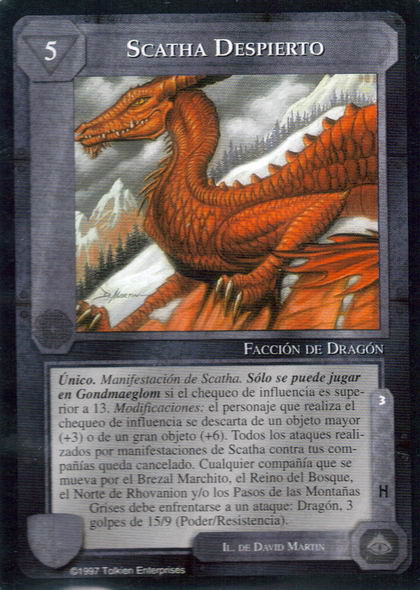 5
SCATHA DESPIERTO
D. MARTIN
FACCIÓN DE DRAGÓN
Único. Manifestación de Scatha. Sólo se puede jugar
en Gondmaeglom si el chequeo de influencia es supe-
rior a 13. Modificaciones: el personaje que realiza el
chequeo de influencia se descarta de un objeto mayor
(+3) o de un gran objeto (+6). Todos los ataques reali-
zados por manifestaciones de Scatha contra tus com-
pañías queda cancelado. Cualquier compañía que se
mueva por el Brezal Marchito, el Reino del Bosque,
el Norte de Rhovanion y/o los Pasos de las Montañas
Grises debe enfrentarse a un ataque: Dragón, 3
golpes de 15/9 (Poder/Resistencia).
3
H
IL. DE DAVID MARTIN
©1997 Tolkien Enterprises